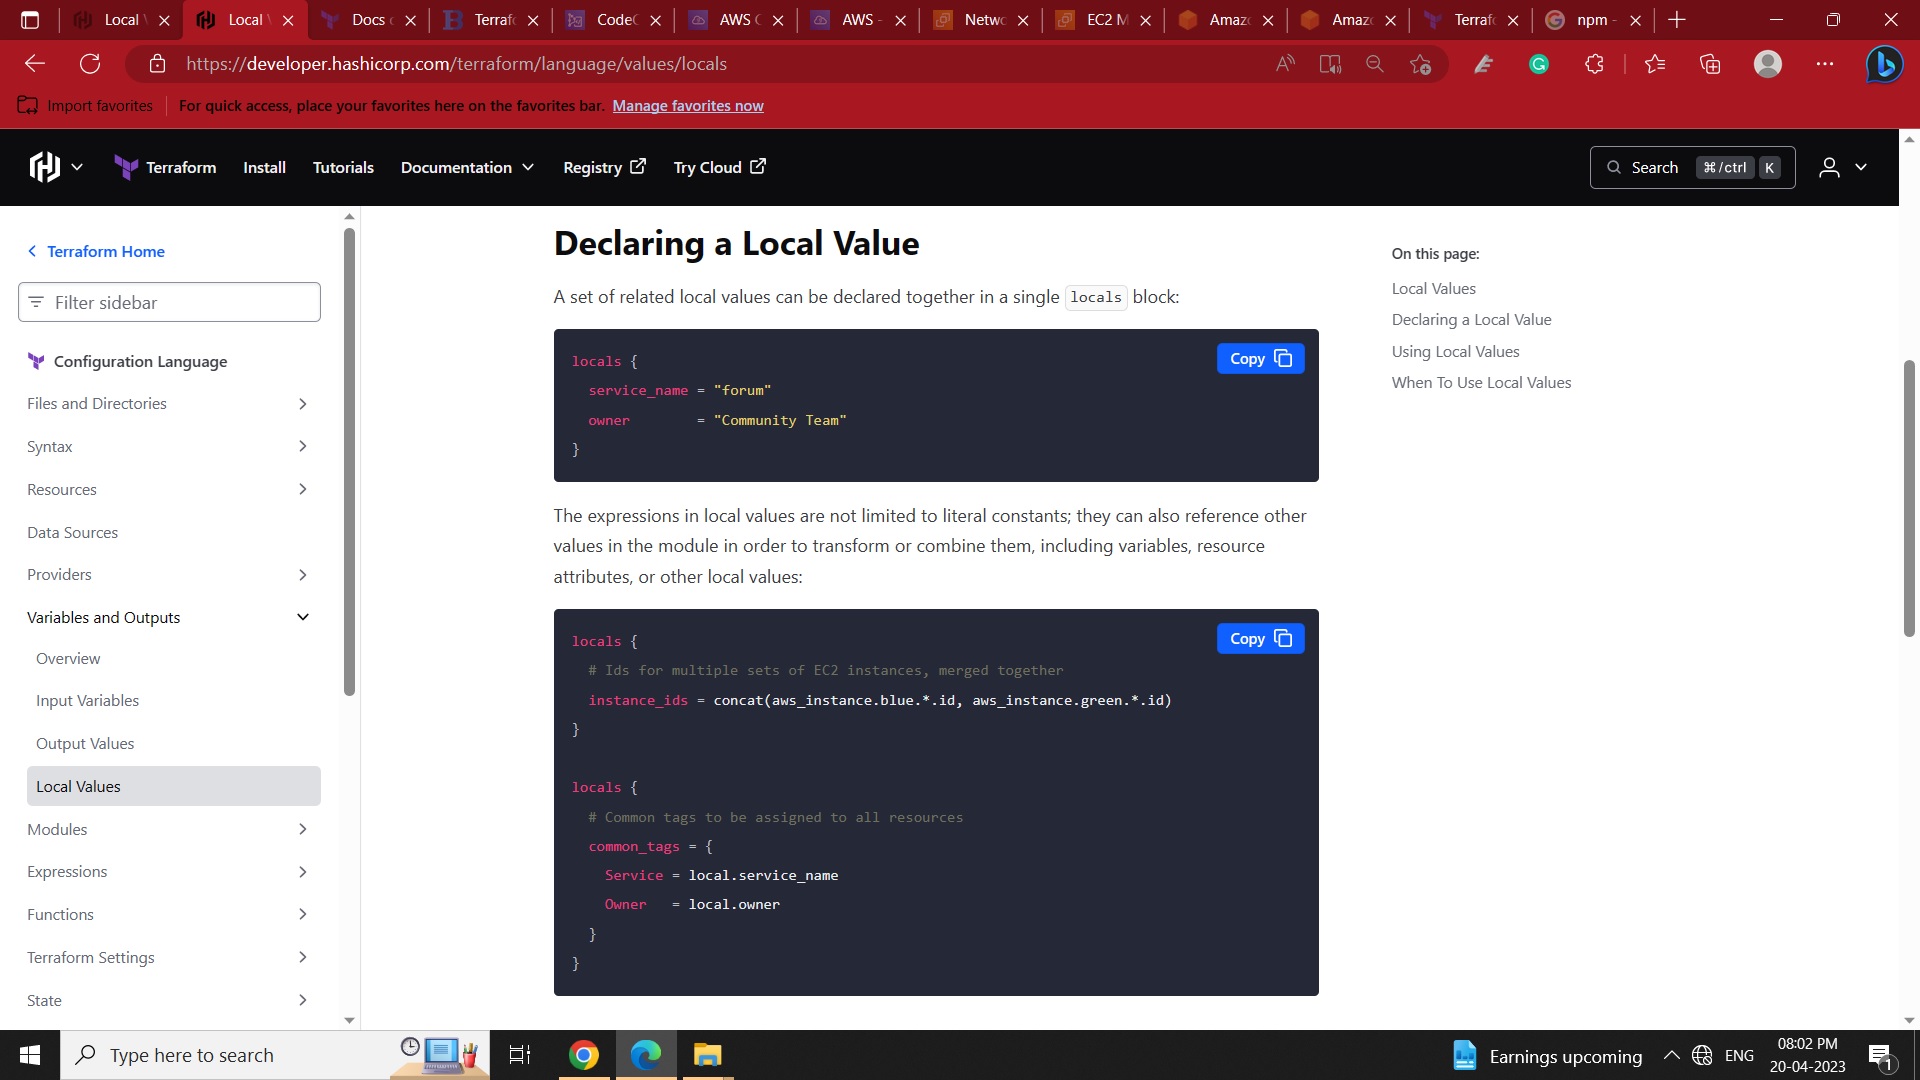 Local
Local
Docs
Terraf
Code
AWS
AWS -
Netwo
EC2 M
Amaz
Amaz
Terraf
npm -
https://developer.hashicorp.com/terraform/language/values/locals
Import favorites
For quick access, place your favorites here on the favorites bar. Manage favorites now
Terraform
Install
Tutorials
Documentation
Registry
Try Cloud
Search ⌘/ctrl K
Terraform Home
Filter sidebar
Configuration Language
Files and Directories
Syntax
Resources
Data Sources
Providers
Variables and Outputs
Overview
Input Variables
Output Values
Local Values
Modules
Expressions
Functions
Terraform Settings
State
Declaring a Local Value
A set of related local values can be declared together in a single locals block:
Copy
locals {
service_name = "forum"
owner = "Community Team"
}
The expressions in local values are not limited to literal constants; they can also reference other
values in the module in order to transform or combine them, including variables, resource
attributes, or other local values:
Copy
locals {
# Ids for multiple sets of EC2 instances, merged together
instance_ids = concat(aws_instance.blue.*.id, aws_instance.green.*.id)
}
locals {
# Common tags to be assigned to all resources
common_tags = {
Service = local.service_name
Owner = local.owner
}
}
On this page:
Local Values
Declaring a Local Value
Using Local Values
When To Use Local Values
Type here to search
Earnings upcoming
ENG
08:02 PM
20-04-2023
1